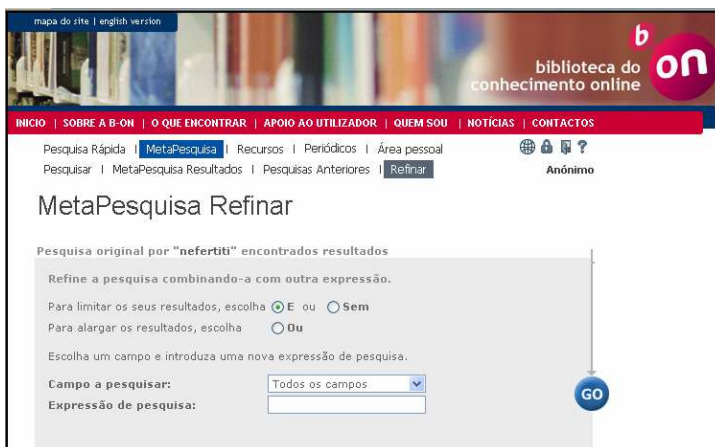 mapa do site | english version
b
on
biblioteca do
conhecimento online
INICIO | SOBRE A B-ON | O QUE ENCONTRAR | APOIO AO UTILIZADOR | QUEM SOU | NOTÍCIAS | CONTACTOS
Pesquisa Rápida | MetaPesquisa | Recursos | Periódicos | Área pessoal
Pesquisar | MetaPesquisa Resultados | Pesquisas Anteriores | Refinar
Anónimo
MetaPesquisa Refinar
Pesquisa original por "nefertiti" encontrados resultados
Refine a pesquisa combinando-a com outra expressão.
Para limitar os seus resultados, escolha E ou Sem
Para alargar os resultados, escolha Ou
Escolha um campo e introduza uma nova expressão de pesquisa.
Campo a pesquisar: Todos os campos
Expressão de pesquisa:
GO